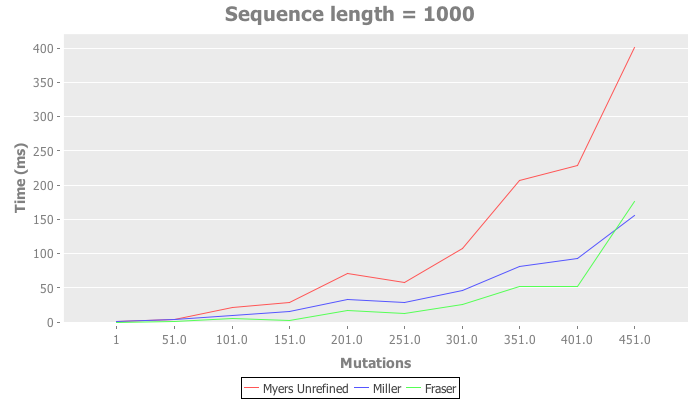 Sequence length = 1000
400
350
300
250
200
150
100
50
0
Time (ms)
1 51.0 101.0 151.0 201.0 251.0 301.0 351.0 401.0 451.0
Mutations
Myers Unrefined Miller Fraser